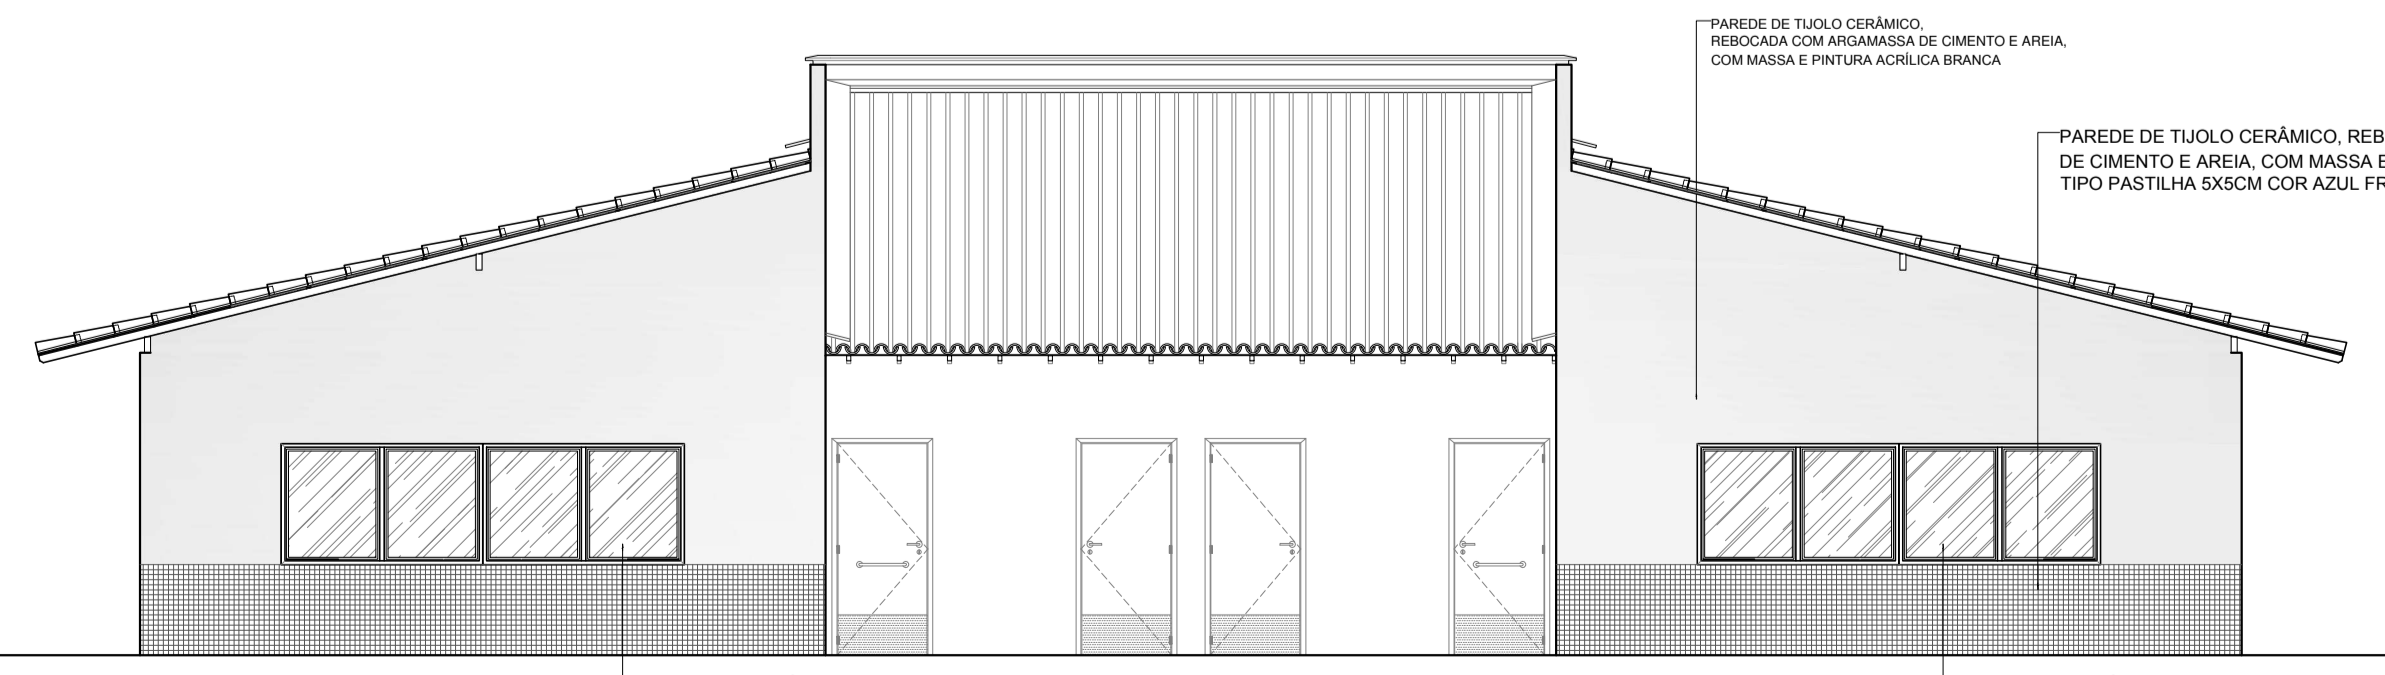 PAREDE DE TIJOLO CERÂMICO,
REBOCADA COM ARGAMASSA DE CIMENTO E AREIA,
COM MASSA E PINTURA ACRÍLICA BRANCA
PAREDE DE TIJOLO CERÂMICO, REB
DE CIMENTO E AREIA, COM MASSA E
TIPO PASTILHA 5X5CM COR AZUL FR